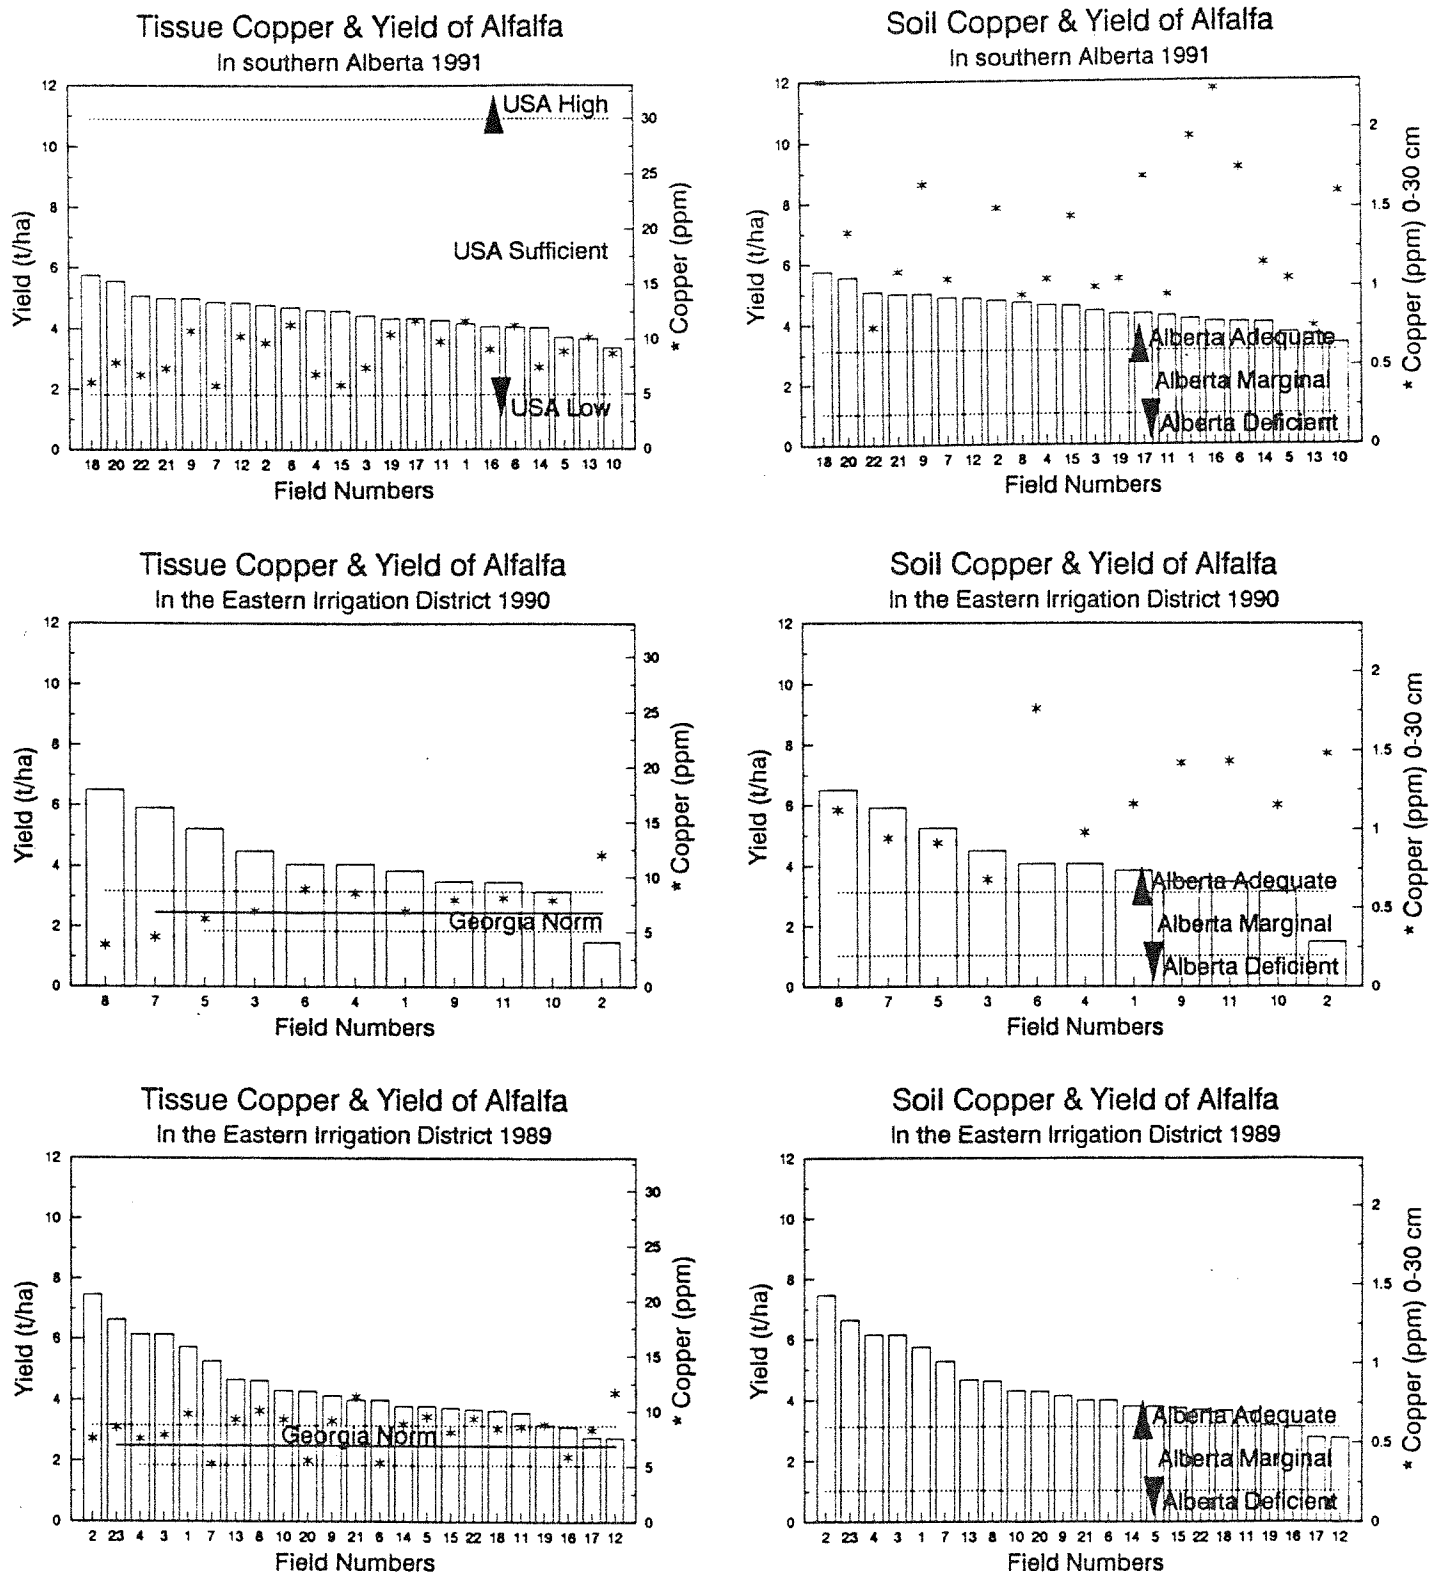 Tissue Copper & Yield of Alfalfa
In southern Alberta 1991
12
10
8
6
4
2
0
Yield (t/ha)
USA High
USA Sufficient
USA Low
30
25
20
15
10
5
0
* Copper (ppm)
18 20 22 21 9 7 12 2 8 4 15 3 19 17 11 1 16 6 14 5 13 10
Field Numbers
Soil Copper & Yield of Alfalfa
In southern Alberta 1991
12
10
8
6
4
2
0
Yield (t/ha)
Alberta Adequate
Alberta Marginal
Alberta Deficient
2
1.5
1
0.5
0
* Copper (ppm) 0-30 cm
18 20 22 21 9 7 12 2 8 4 15 3 19 17 11 1 16 6 14 5 13 10
Field Numbers
Tissue Copper & Yield of Alfalfa
In the Eastern Irrigation District 1990
12
10
8
6
4
2
0
Yield (t/ha)
Georgia Norm
30
25
20
15
10
5
0
* Copper (ppm)
8 7 5 3 6 4 1 9 11 10 2
Field Numbers
Soil Copper & Yield of Alfalfa
In the Eastern Irrigation District 1990
12
10
8
6
4
2
0
Yield (t/ha)
Alberta Adequate
Alberta Marginal
Alberta Deficient
2
1.5
1
0.5
0
* Copper (ppm) 0-30 cm
8 7 5 3 6 4 1 9 11 10 2
Field Numbers
Tissue Copper & Yield of Alfalfa
In the Eastern Irrigation District 1989
12
10
8
6
4
2
0
Yield (t/ha)
Georgia Norm
30
25
20
15
10
5
0
* Copper (ppm)
2 23 4 3 1 7 13 8 10 20 9 21 6 14 5 15 22 18 11 19 16 17 12
Field Numbers
Soil Copper & Yield of Alfalfa
In the Eastern Irrigation District 1989
12
10
8
6
4
2
0
Yield (t/ha)
Alberta Adequate
Alberta Marginal
Alberta Deficient
2
1.5
1
0.5
0
* Copper (ppm) 0-30 cm
2 23 4 3 1 7 13 8 10 20 9 21 6 14 5 15 22 18 11 19 16 17 12
Field Numbers